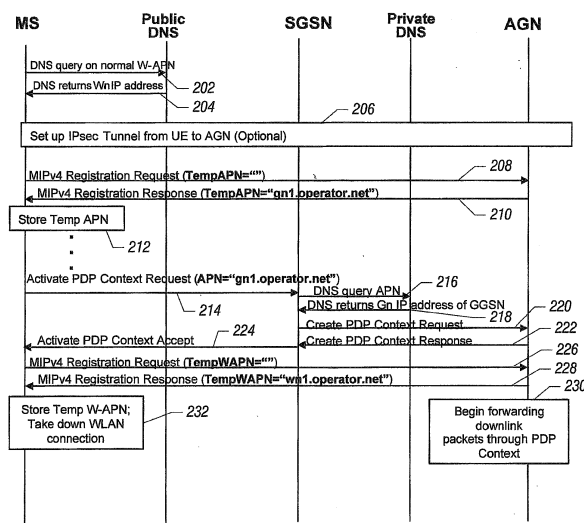 MS
Public
DNS
SGSN
Private
DNS
AGN
DNS query on normal W-APN
202
DNS returns WnIP address
204
206
Set up IPsec Tunnel from UE to AGN (Optional)
208
MIPv4 Registration Request (TempAPN=“”)
MIPv4 Registration Response (TempAPN=“gn1.operator.net”)
210
Store Temp APN
212
Activate PDP Context Request (APN=“gn1.operator.net”)
214
DNS query APN
216
DNS returns Gn IP address of GGSN
218
220
Create PDP Context Request
222
Create PDP Context Response
224
Activate PDP Context Accept
226
MIPv4 Registration Request (TempWAPN=“”)
228
MIPv4 Registration Response (TempWAPN=“wn1.operator.net”)
230
Store Temp W-APN;
Take down WLAN
connection
232
Begin forwarding
downlink
packets through PDP
Context